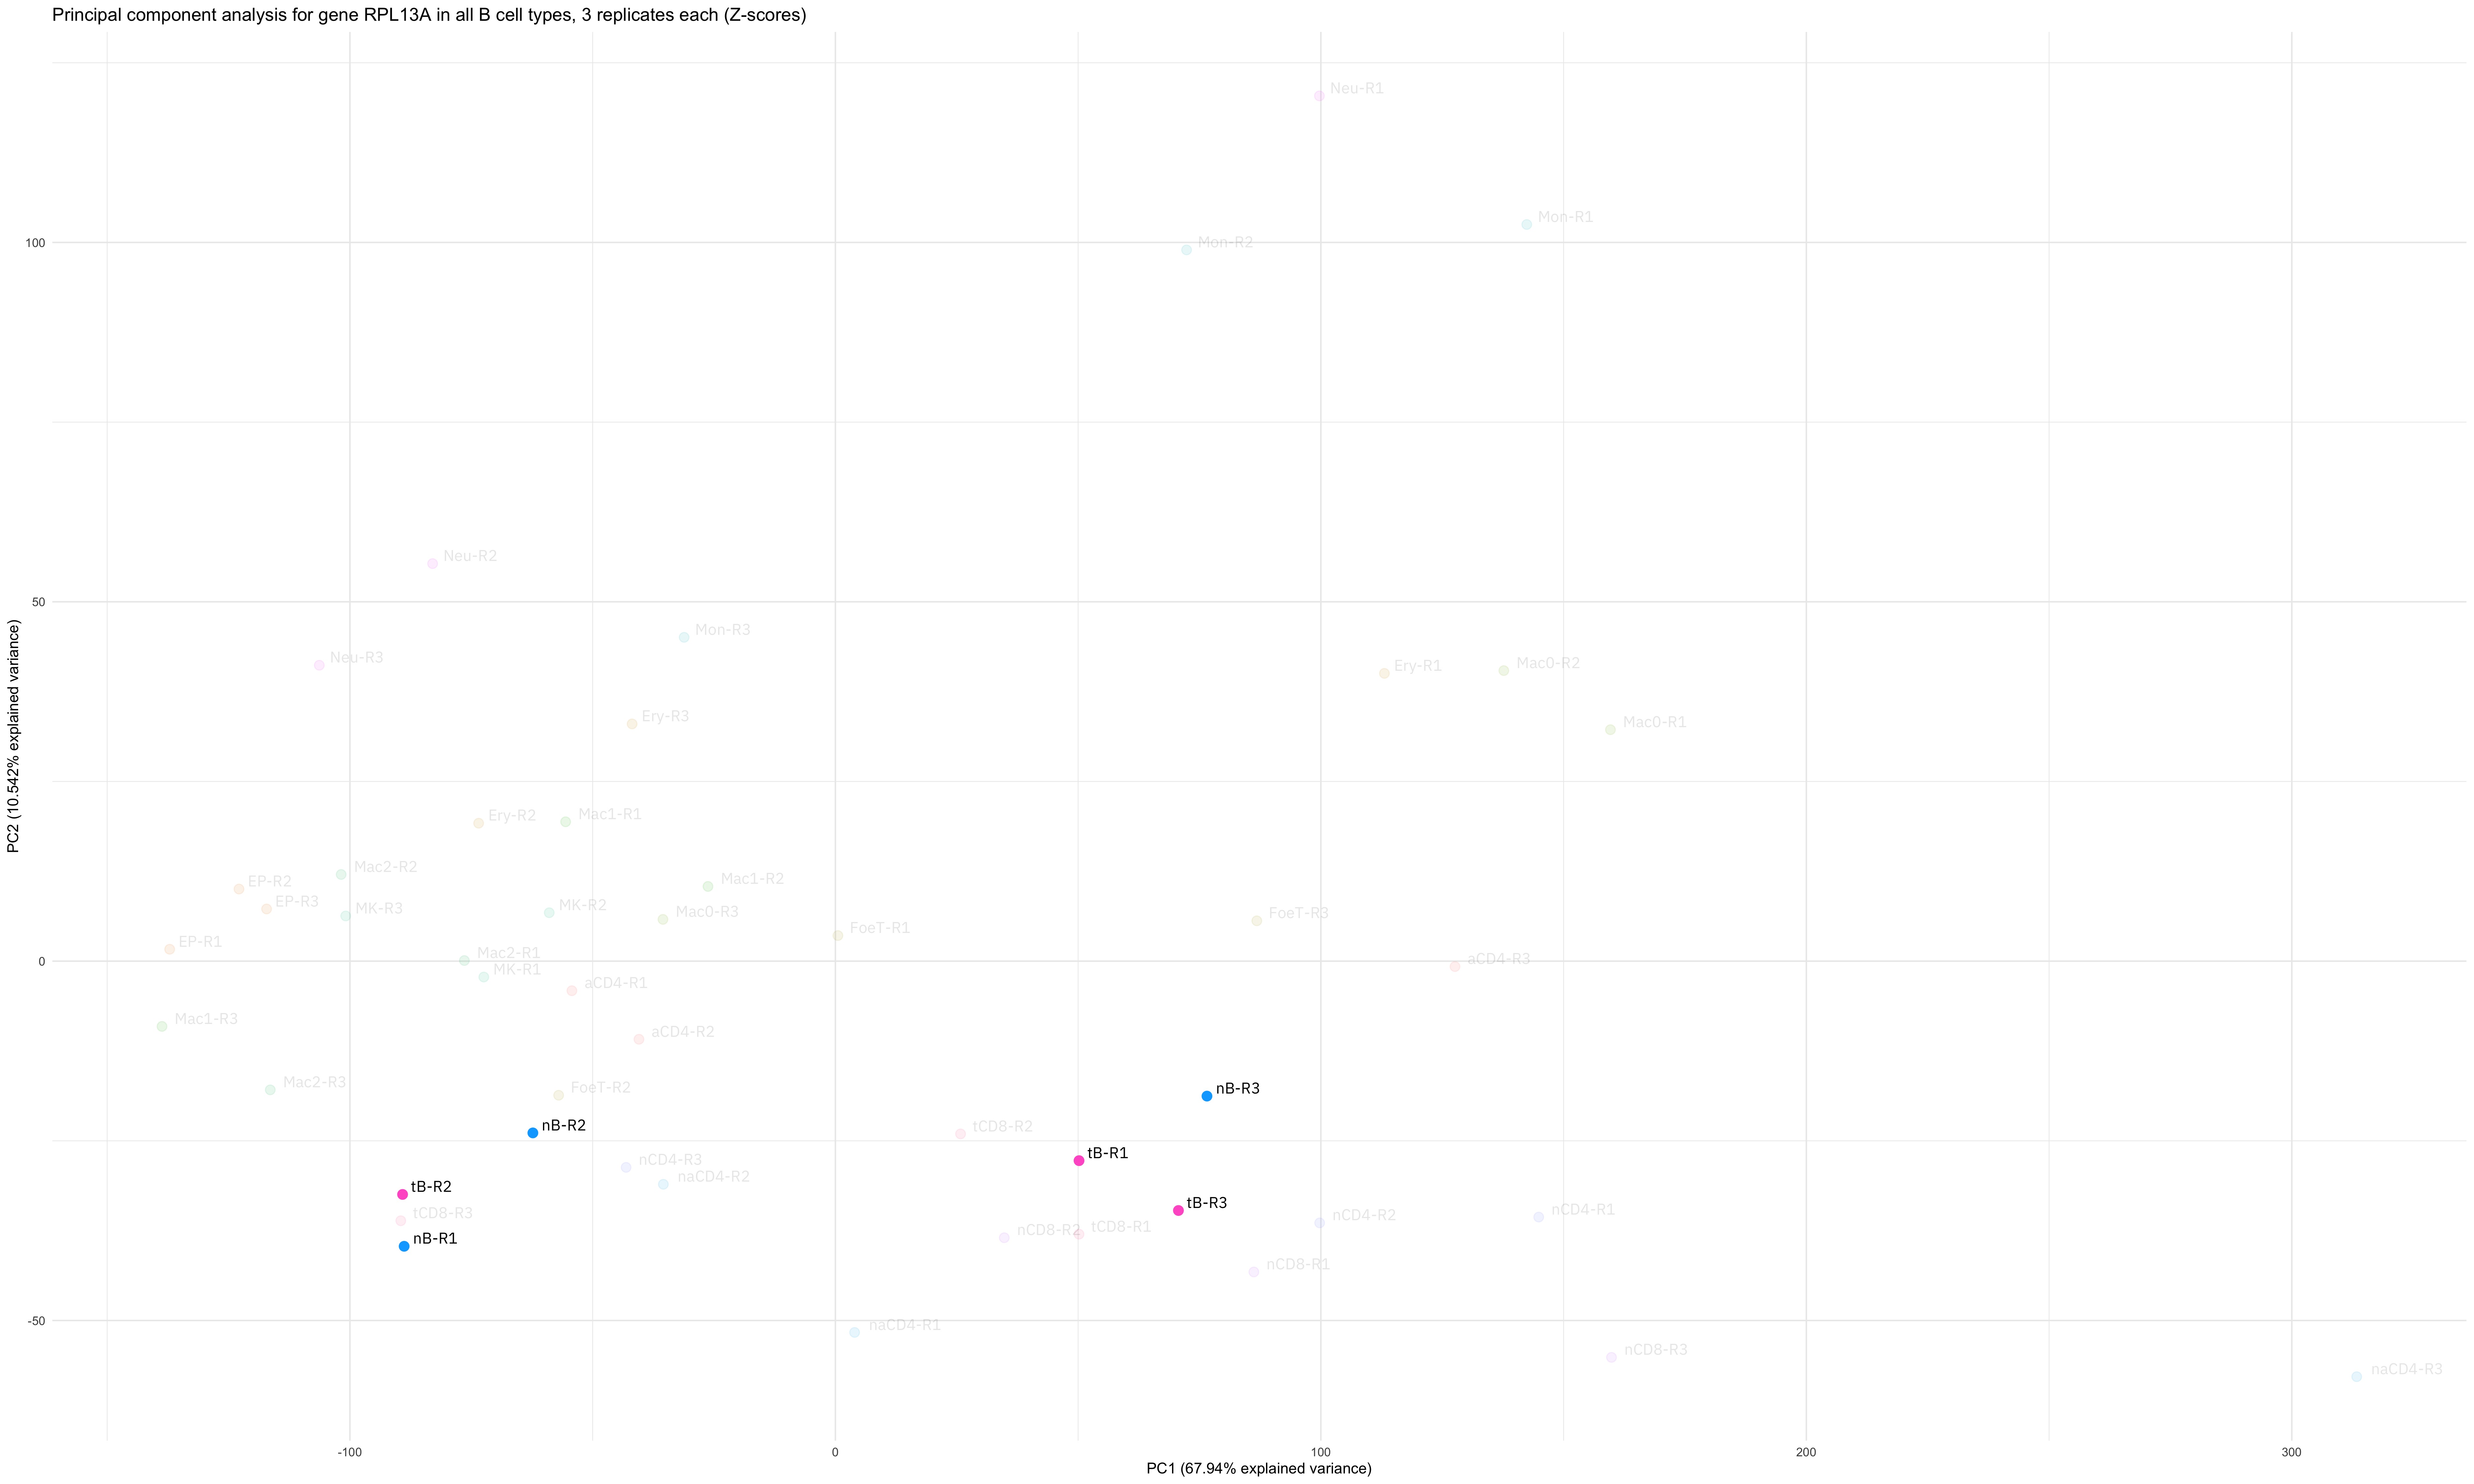 Principal component analysis for gene RPL13A in all B cell types, 3 replicates each (Z-scores)
Neu-R1
Mon-R1
Mon-R2
100
Neu-R2
50
Mon-R3
Neu-R3
Ery-R1
Mac0-R2
Ery-R3
Mac0-R1
Ery-R2
Mac1-R1
Mac2-R2
EP-R2
Mac1-R2
EP-R3
MK-R3
MK-R2
Mac0-R3
FoeT-R3
FoeT-R1
EP-R1
Mac2-R1
0
aCD4-R3
MK-R1
aCD4-R1
Mac1-R3
aCD4-R2
Mac2-R3
FoeT-R2
nB-R3
nB-R2
tCD8-R2
tB-R1
nCD4-R3
naCD4-R2
tB-R2
tB-R3
tCD8-R3
nCD4-R2
nCD4-R1
nCD8-R2
tCD8-R1
nB-R1
nCD8-R1
-50
naCD4-R1
nCD8-R3
naCD4-R3
PC2 (10.542% explained variance)
-100
0
100
200
300
PC1 (67.94% explained variance)